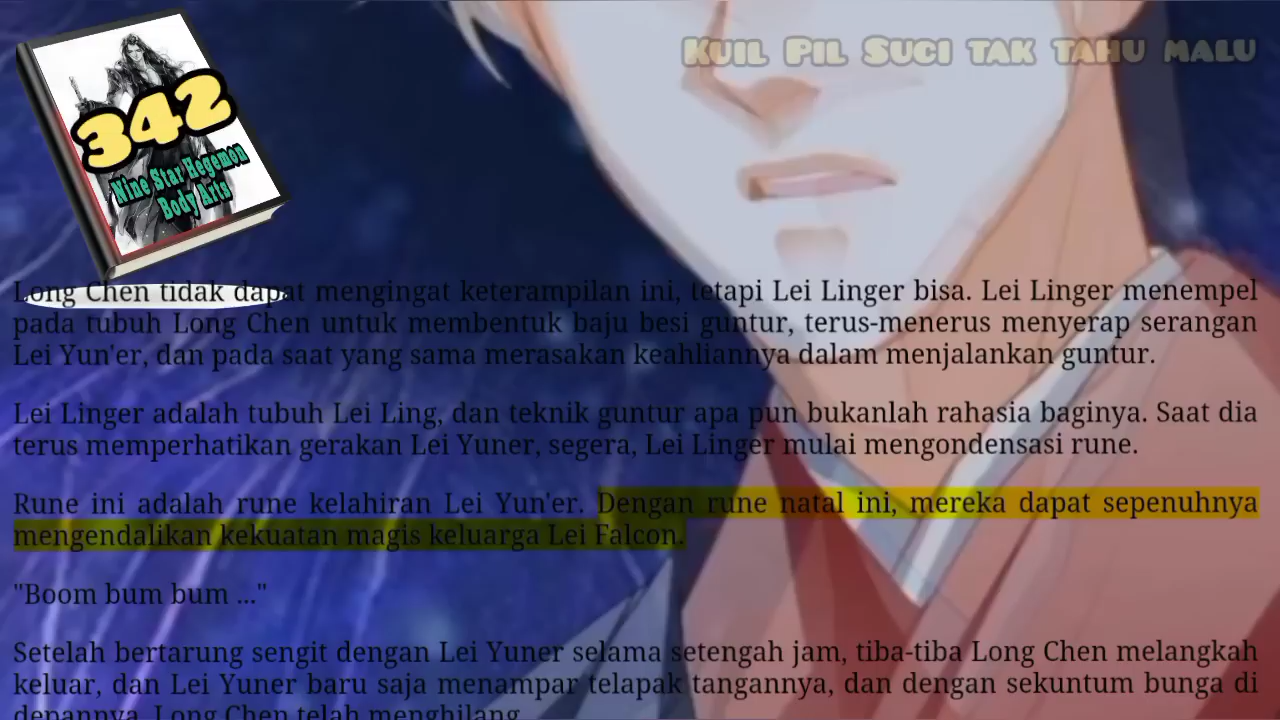 Kuil Pil Suci tak tahu malu
342
Nine Star Hegemon
Body Arts
Long Chen tidak dapat mengingat keterampilan ini, tetapi Lei Linger bisa. Lei Linger menempel
pada tubuh Long Chen untuk membentuk baju besi guntur, terus-menerus menyerap serangan
Lei Yun'er, dan pada saat yang sama merasakan keahliannya dalam menjalankan guntur.
Lei Linger adalah tubuh Lei Ling, dan teknik guntur apa pun bukanlah rahasia baginya. Saat dia
terus memperhatikan gerakan Lei Yuner, segera, Lei Linger mulai mengondensasi rune.
Rune ini adalah rune kelahiran Lei Yun'er. Dengan rune natal ini, mereka dapat sepenuhnya
mengendalikan kekuatan magis keluarga Lei Falcon.
"Boom bum bum ..."
Setelah bertarung sengit dengan Lei Yuner selama setengah jam, tiba-tiba Long Chen melangkah
keluar, dan Lei Yuner baru saja menampar telapak tangannya, dan dengan sekuntum bunga di
depannya, Long Chen telah menghilang.